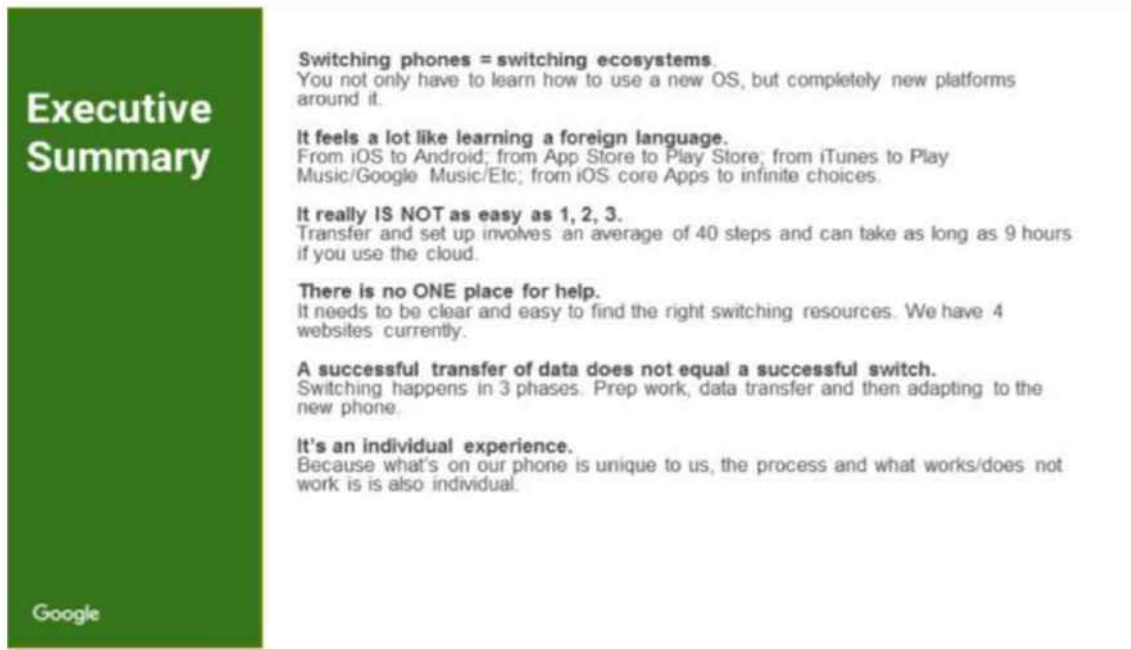 Executive
Summary
Switching phones = switching ecosystems.
You not only have to learn how to use a new OS, but completely new platforms
around it.
It feels a lot like learning a foreign language.
From iOS to Android; from App Store to Play Store; from iTunes to Play
Music/Google Music/Etc; from iOS core Apps to infinite choices.
It really IS NOT as easy as 1, 2, 3.
Transfer and set up involves an average of 40 steps and can take as long as 9 hours
if you use the cloud.
There is no ONE place for help.
It needs to be clear and easy to find the right switching resources. We have 4
websites currently.
A successful transfer of data does not equal a successful switch.
Switching happens in 3 phases. Prep work, data transfer and then adapting to the
new phone.
It's an individual experience.
Because what's on our phone is unique to us, the process and what works/does not
work is is also individual.
Google